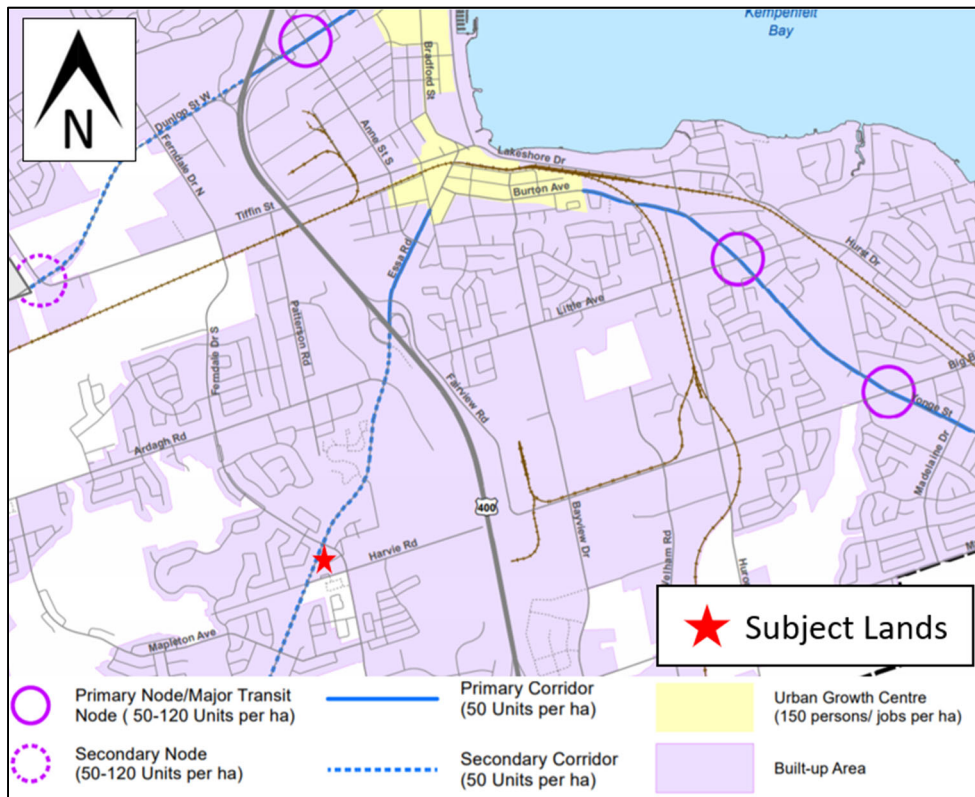 Kempenfelt
Bay
N
Dunlop St W
Ferndale Dr N
Anne St S
Bradford St
Lakeshore Dr
Burton Ave
Tiffin St
Essa Rd
Hurst Dr
Little Ave
Patterson Rd
Ferndale Dr S
Fairview Rd
Big B
Yonge St
Ardagh Rd
Madelaine Dr
400
Bayview Dr
Harvie Rd
Welham Rd
Huro
M
Mapleton Ave
Subject Lands
Primary Node/Major Transit
Node ( 50-120 Units per ha)
Primary Corridor
(50 Units per ha)
Urban Growth Centre
(150 persons/ jobs per ha)
Secondary Node
(50-120 Units per ha)
Secondary Corridor
(50 Units per ha)
Built-up Area